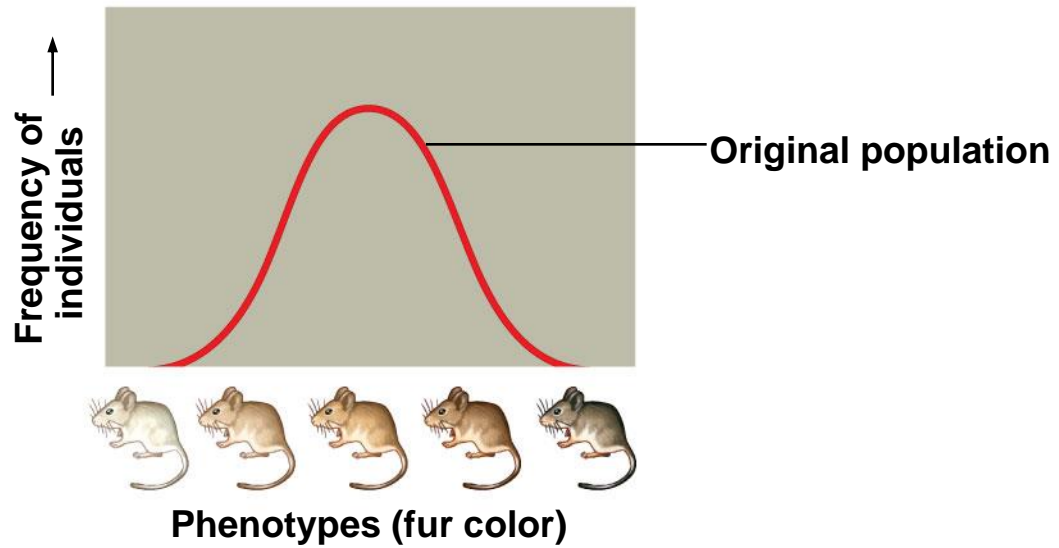 Frequency of
individuals
Original population
Phenotypes (fur color)